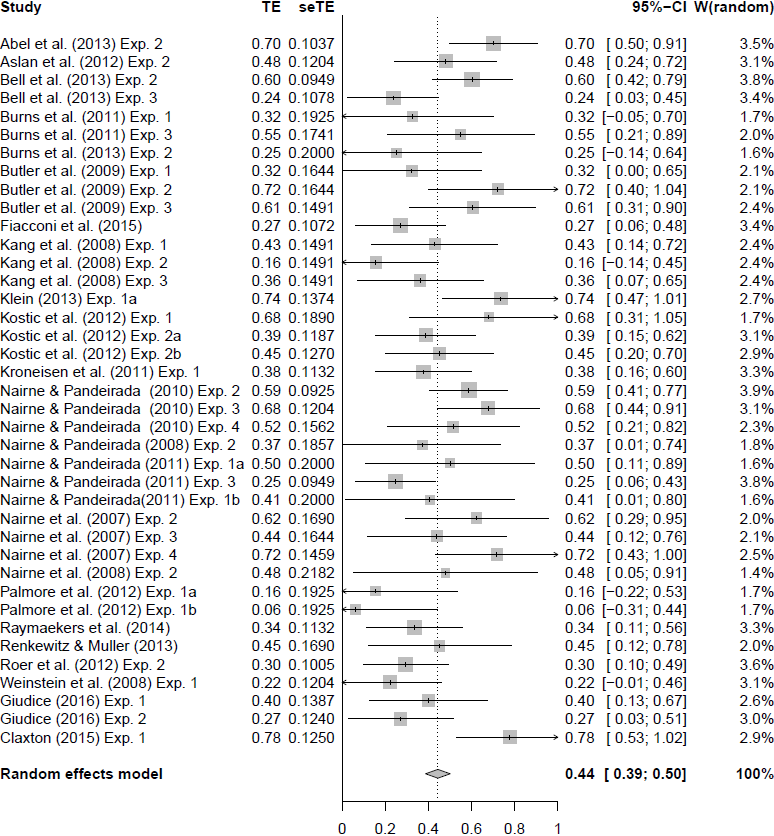 Study TE seTE 95%−CI W(random)
Abel et al. (2013) Exp. 2 0.70 0.1037 0.70 [0.50; 0.91] 3.5%
Aslan et al. (2012) Exp. 2 0.48 0.1204 0.48 [0.24; 0.72] 3.1%
Bell et al. (2013) Exp. 2 0.60 0.0949 0.60 [0.42; 0.79] 3.8%
Bell et al. (2013) Exp. 3 0.24 0.1078 0.24 [0.03; 0.45] 3.4%
Burns et al. (2011) Exp. 1 0.32 0.1925 0.32 [−0.05; 0.70] 1.7%
Burns et al. (2011) Exp. 3 0.55 0.1741 0.55 [0.21; 0.89] 2.0%
Burns et al. (2013) Exp. 2 0.25 0.2000 0.25 [−0.14; 0.64] 1.6%
Butler et al. (2009) Exp. 1 0.32 0.1644 0.32 [0.00; 0.65] 2.1%
Butler et al. (2009) Exp. 2 0.72 0.1644 0.72 [0.40; 1.04] 2.1%
Butler et al. (2009) Exp. 3 0.61 0.1491 0.61 [0.31; 0.90] 2.4%
Fiacconi et al. (2015) 0.27 0.1072 0.27 [0.06; 0.48] 3.4%
Kang et al. (2008) Exp. 1 0.43 0.1491 0.43 [0.14; 0.72] 2.4%
Kang et al. (2008) Exp. 2 0.16 0.1491 0.16 [−0.14; 0.45] 2.4%
Kang et al. (2008) Exp. 3 0.36 0.1491 0.36 [0.07; 0.65] 2.4%
Klein (2013) Exp. 1a 0.74 0.1374 0.74 [0.47; 1.01] 2.6%
Kostic et al. (2012) Exp. 1 0.68 0.1890 0.68 [0.31; 1.05] 1.7%
Kostic et al. (2012) Exp. 2a 0.39 0.1187 0.39 [0.15; 0.62] 3.2%
Kostic et al. (2012) Exp. 2b 0.45 0.1270 0.45 [0.20; 0.70] 2.9%
Kroneisen et al. (2011) Exp. 1 0.38 0.1132 0.38 [0.16; 0.60] 3.3%
Nairne & Pandeirada (2010) Exp. 2 0.59 0.0925 0.59 [0.41; 0.77] 3.9%
Nairne & Pandeirada (2010) Exp. 3 0.68 0.1204 0.68 [0.44; 0.91] 3.1%
Nairne & Pandeirada (2010) Exp. 4 0.52 0.1562 0.52 [0.21; 0.82] 2.3%
Nairne & Pandeirada (2008) Exp. 2 0.37 0.1857 0.37 [0.01; 0.74] 1.8%
Nairne & Pandeirada (2011) Exp. 1a 0.50 0.2000 0.50 [0.11; 0.89] 1.6%
Nairne & Pandeirada (2011) Exp. 3 0.25 0.0949 0.25 [0.06; 0.43] 3.8%
Nairne & Pandeirada(2011) Exp. 1b 0.41 0.2000 0.41 [0.01; 0.80] 1.6%
Nairne et al. (2007) Exp. 2 0.62 0.1690 0.62 [0.29; 0.95] 2.0%
Nairne et al. (2007) Exp. 3 0.44 0.1644 0.44 [0.12; 0.76] 2.1%
Nairne et al. (2007) Exp. 4 0.72 0.1459 0.72 [0.43; 1.00] 2.5%
Nairne et al. (2008) Exp. 2 0.48 0.2182 0.48 [0.05; 0.91] 1.4%
Palmore et al. (2012) Exp. 1a 0.16 0.1925 0.16 [−0.22; 0.53] 1.7%
Palmore et al. (2012) Exp. 1b 0.06 0.1925 0.06 [−0.31; 0.44] 1.7%
Raymaekers et al. (2014) 0.34 0.1132 0.34 [0.11; 0.56] 3.3%
Renkewitz & Muller (2013) 0.45 0.1690 0.45 [0.12; 0.78] 2.0%
Roer et al. (2012) Exp. 2 0.30 0.1005 0.30 [0.10; 0.49] 3.6%
Weinstein et al. (2008) Exp. 1 0.22 0.1204 0.22 [−0.01; 0.46] 3.1%
Giudice (2016) Exp. 1 0.40 0.1387 0.40 [0.13; 0.67] 2.6%
Giudice (2016) Exp. 2 0.27 0.1240 0.27 [0.03; 0.51] 3.0%
Claxton (2015) Exp. 1 0.78 0.1250 0.78 [0.53; 1.02] 2.9%
Random effects model 0.44 [0.39; 0.50] 100%
0 0.2 0.4 0.6 0.8 1